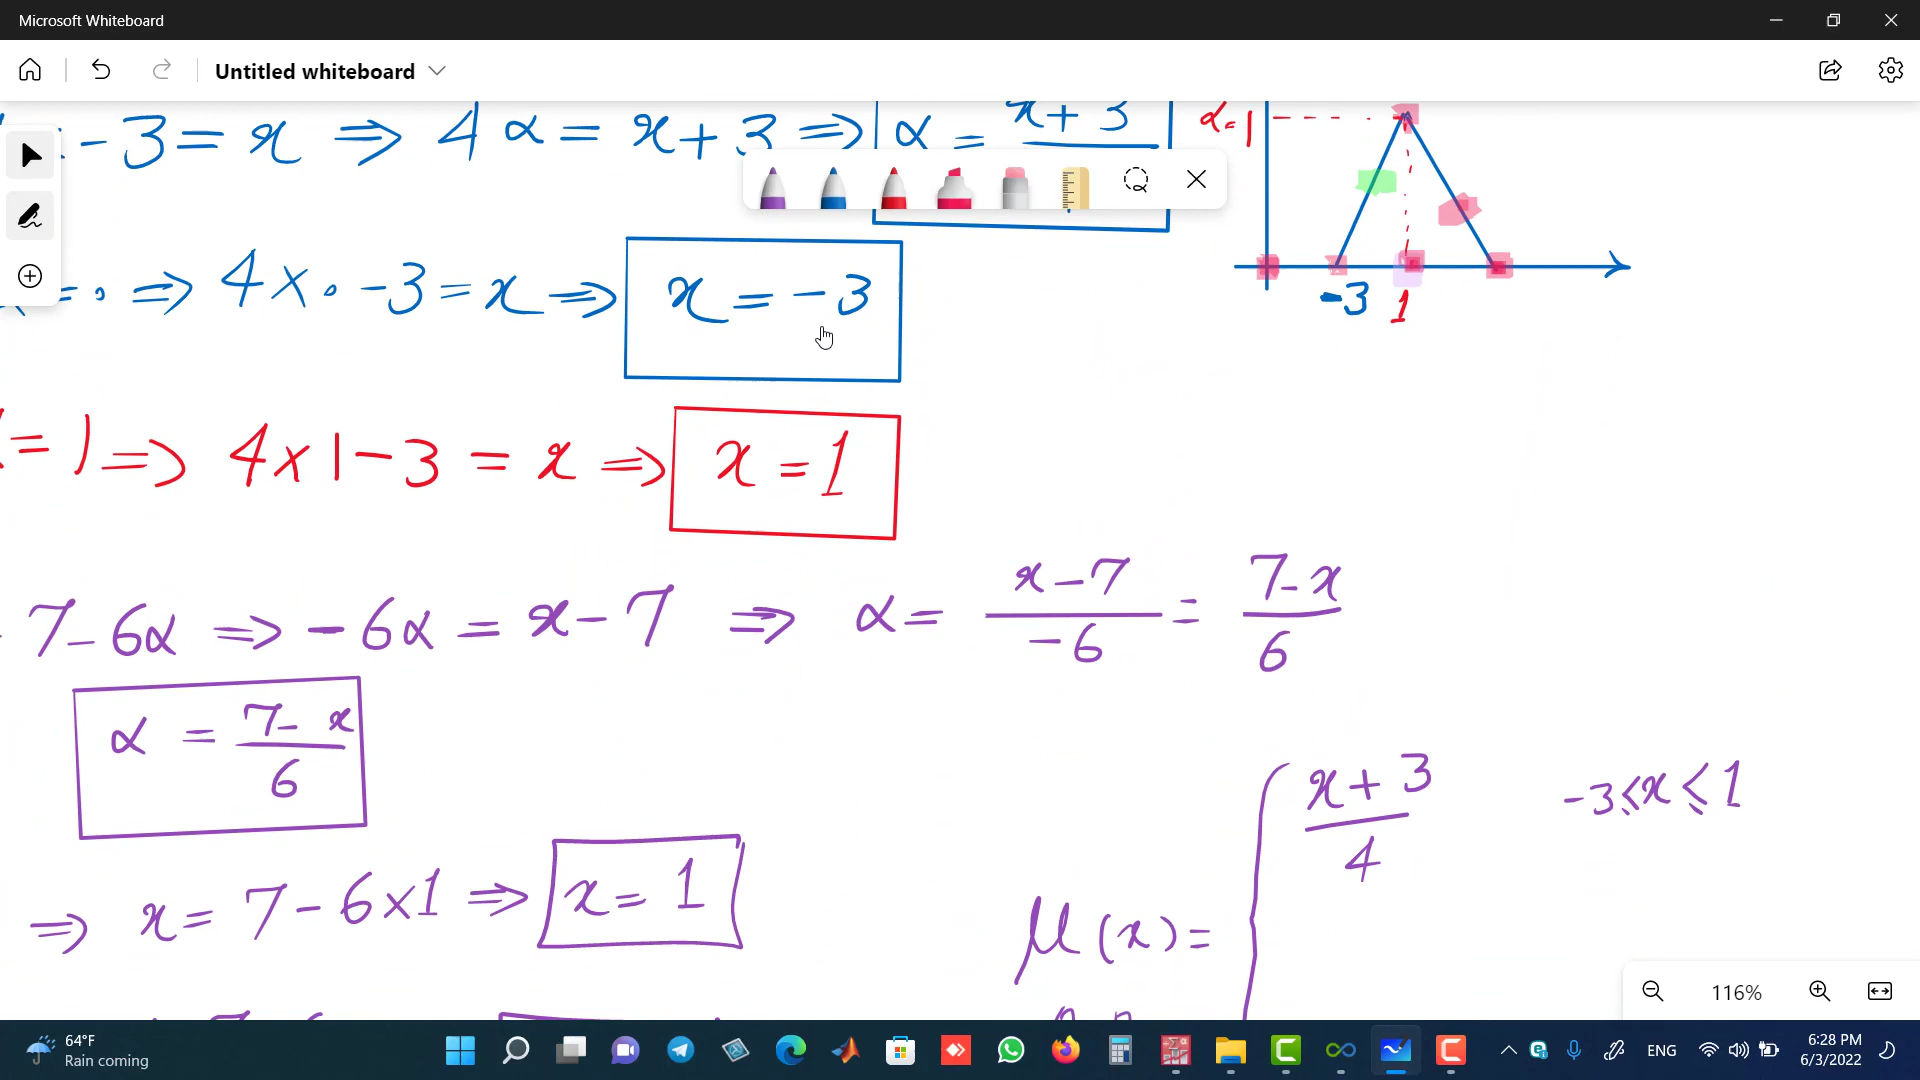 Microsoft Whiteboard
Untitled whiteboard
- 3 = x ⇒ 4α = x + 3 ⇒ α = x + 3
α = 1
= 0 ⇒ 4 × 0 - 3 = x ⇒ x = -3
-3 1
= 1 ⇒ 4 × 1 - 3 = x ⇒ x = 1
7 - 6α ⇒ -6α = x - 7 ⇒ α = (x - 7)/(-6) = (7 - x)/6
α = (7 - x)/6
(x + 3)/4 -3 ≤ x ≤ 1
⇒ x = 7 - 6 × 1 ⇒ x = 1
μ(x) =
116%
64°F
Rain coming
ENG
6:28 PM
6/3/2022